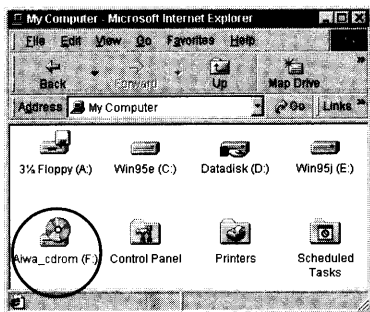 My Computer - Microsoft Internet Explorer
File Edit View Go Favorites Help
Back Forward Up Map Drive
Address My Computer Go Links
3½ Floppy (A:) Win95e (C:) Datadisk (D:) Win95j (E:)
Aiwa_cdrom (F:) Control Panel Printers Scheduled
Tasks